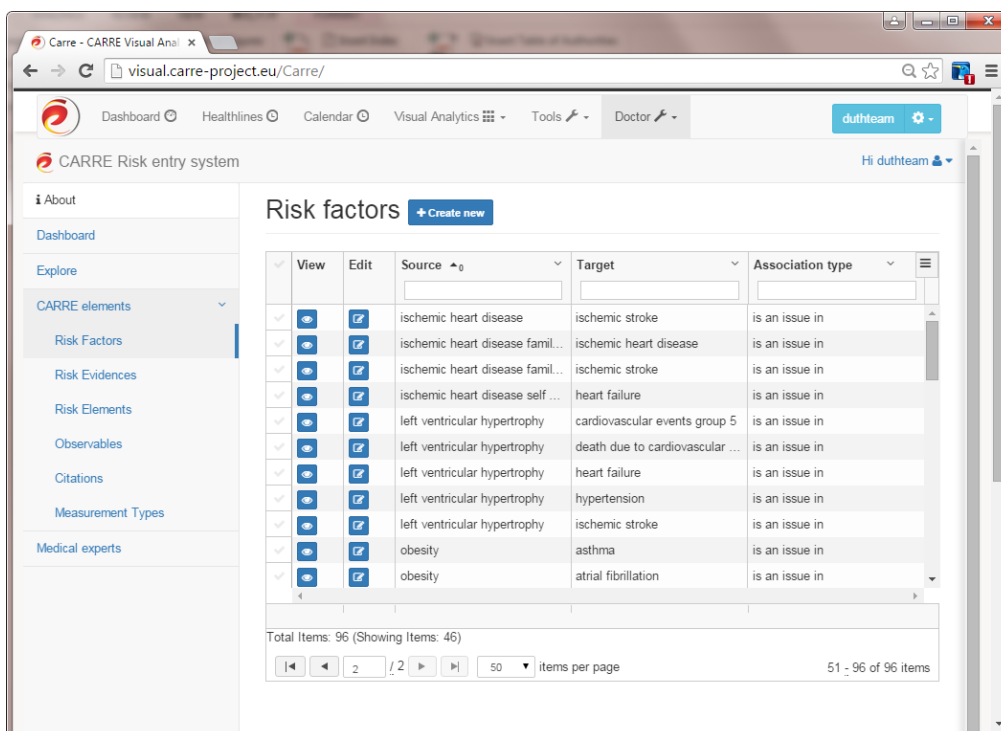 Carre - CARRE Visual Anal
visual.carre-project.eu/Carre/
Dashboard Healthlines Calendar Visual Analytics Tools Doctor duthteam
CARRE Risk entry system Hi duthteam
About
Dashboard
Explore
CARRE elements
Risk Factors
Risk Evidences
Risk Elements
Observables
Citations
Measurement Types
Medical experts
Risk factors + Create new
View Edit Source 0 Target Association type
ischemic heart disease ischemic stroke is an issue in
ischemic heart disease famil... ischemic heart disease is an issue in
ischemic heart disease famil... ischemic stroke is an issue in
ischemic heart disease self ... heart failure is an issue in
left ventricular hypertrophy cardiovascular events group 5 is an issue in
left ventricular hypertrophy death due to cardiovascular ... is an issue in
left ventricular hypertrophy heart failure is an issue in
left ventricular hypertrophy hypertension is an issue in
left ventricular hypertrophy ischemic stroke is an issue in
obesity asthma is an issue in
obesity atrial fibrillation is an issue in
Total Items: 96 (Showing Items: 46)
2 / 2 50 items per page 51 - 96 of 96 items